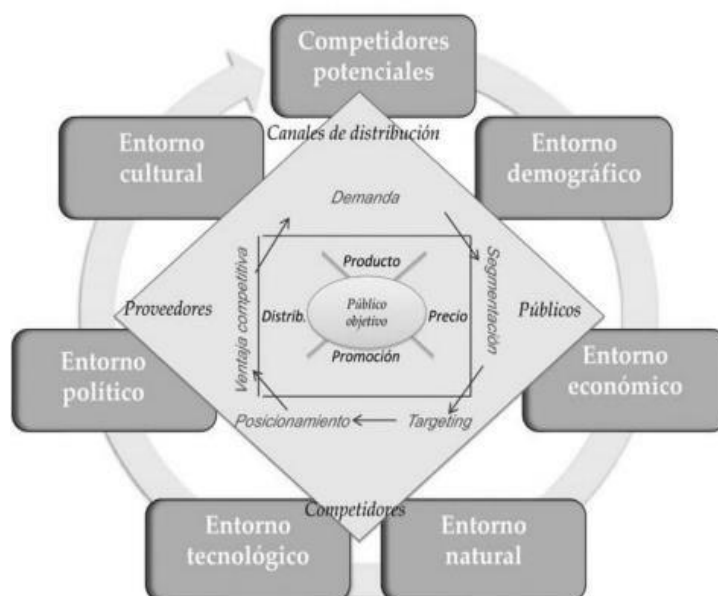 Competidores
potenciales
Canales de distribución
Entorno
cultural
Entorno
demográfico
Demanda
Segmentación
Ventaja competitiva
Producto
Proveedores
Distrib.
Público
objetivo
Precio
Públicos
Promoción
Entorno
político
Entorno
económico
Posicionamiento
Targeting
Competidores
Entorno
tecnológico
Entorno
natural